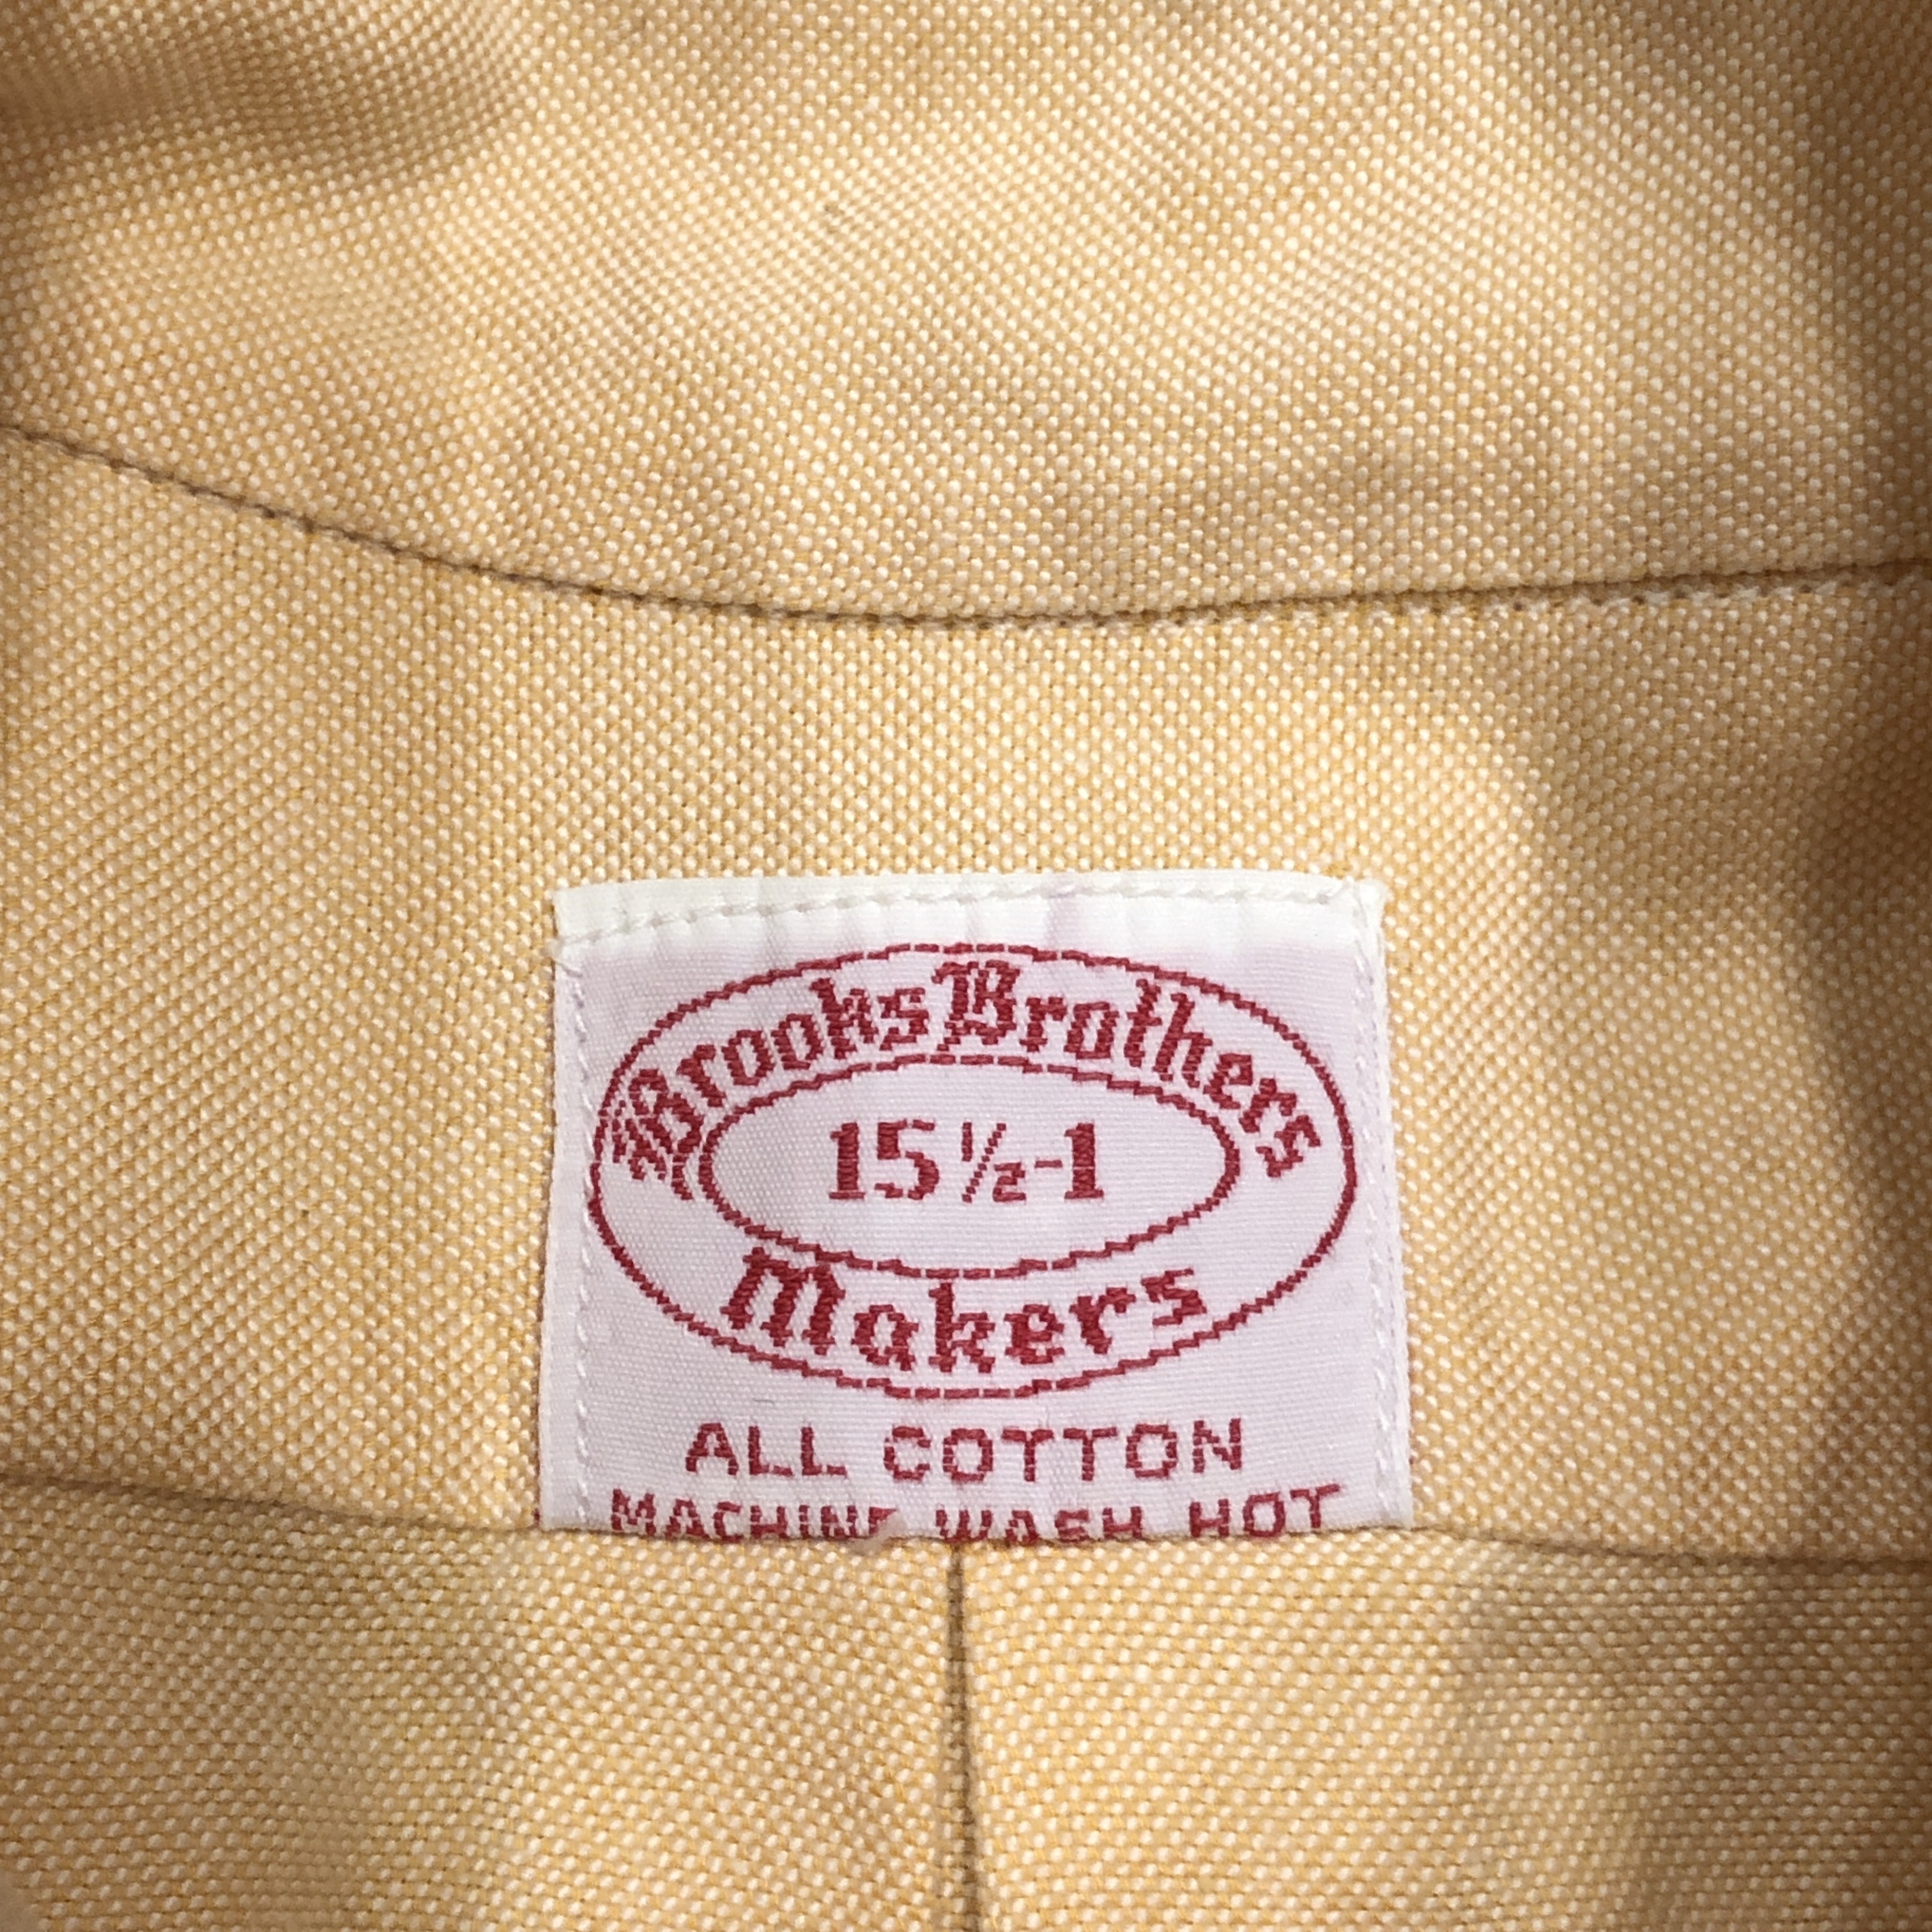 Brooks Brothers
15½-1
Makers
ALL COTTON
MACHINE WASH HOT